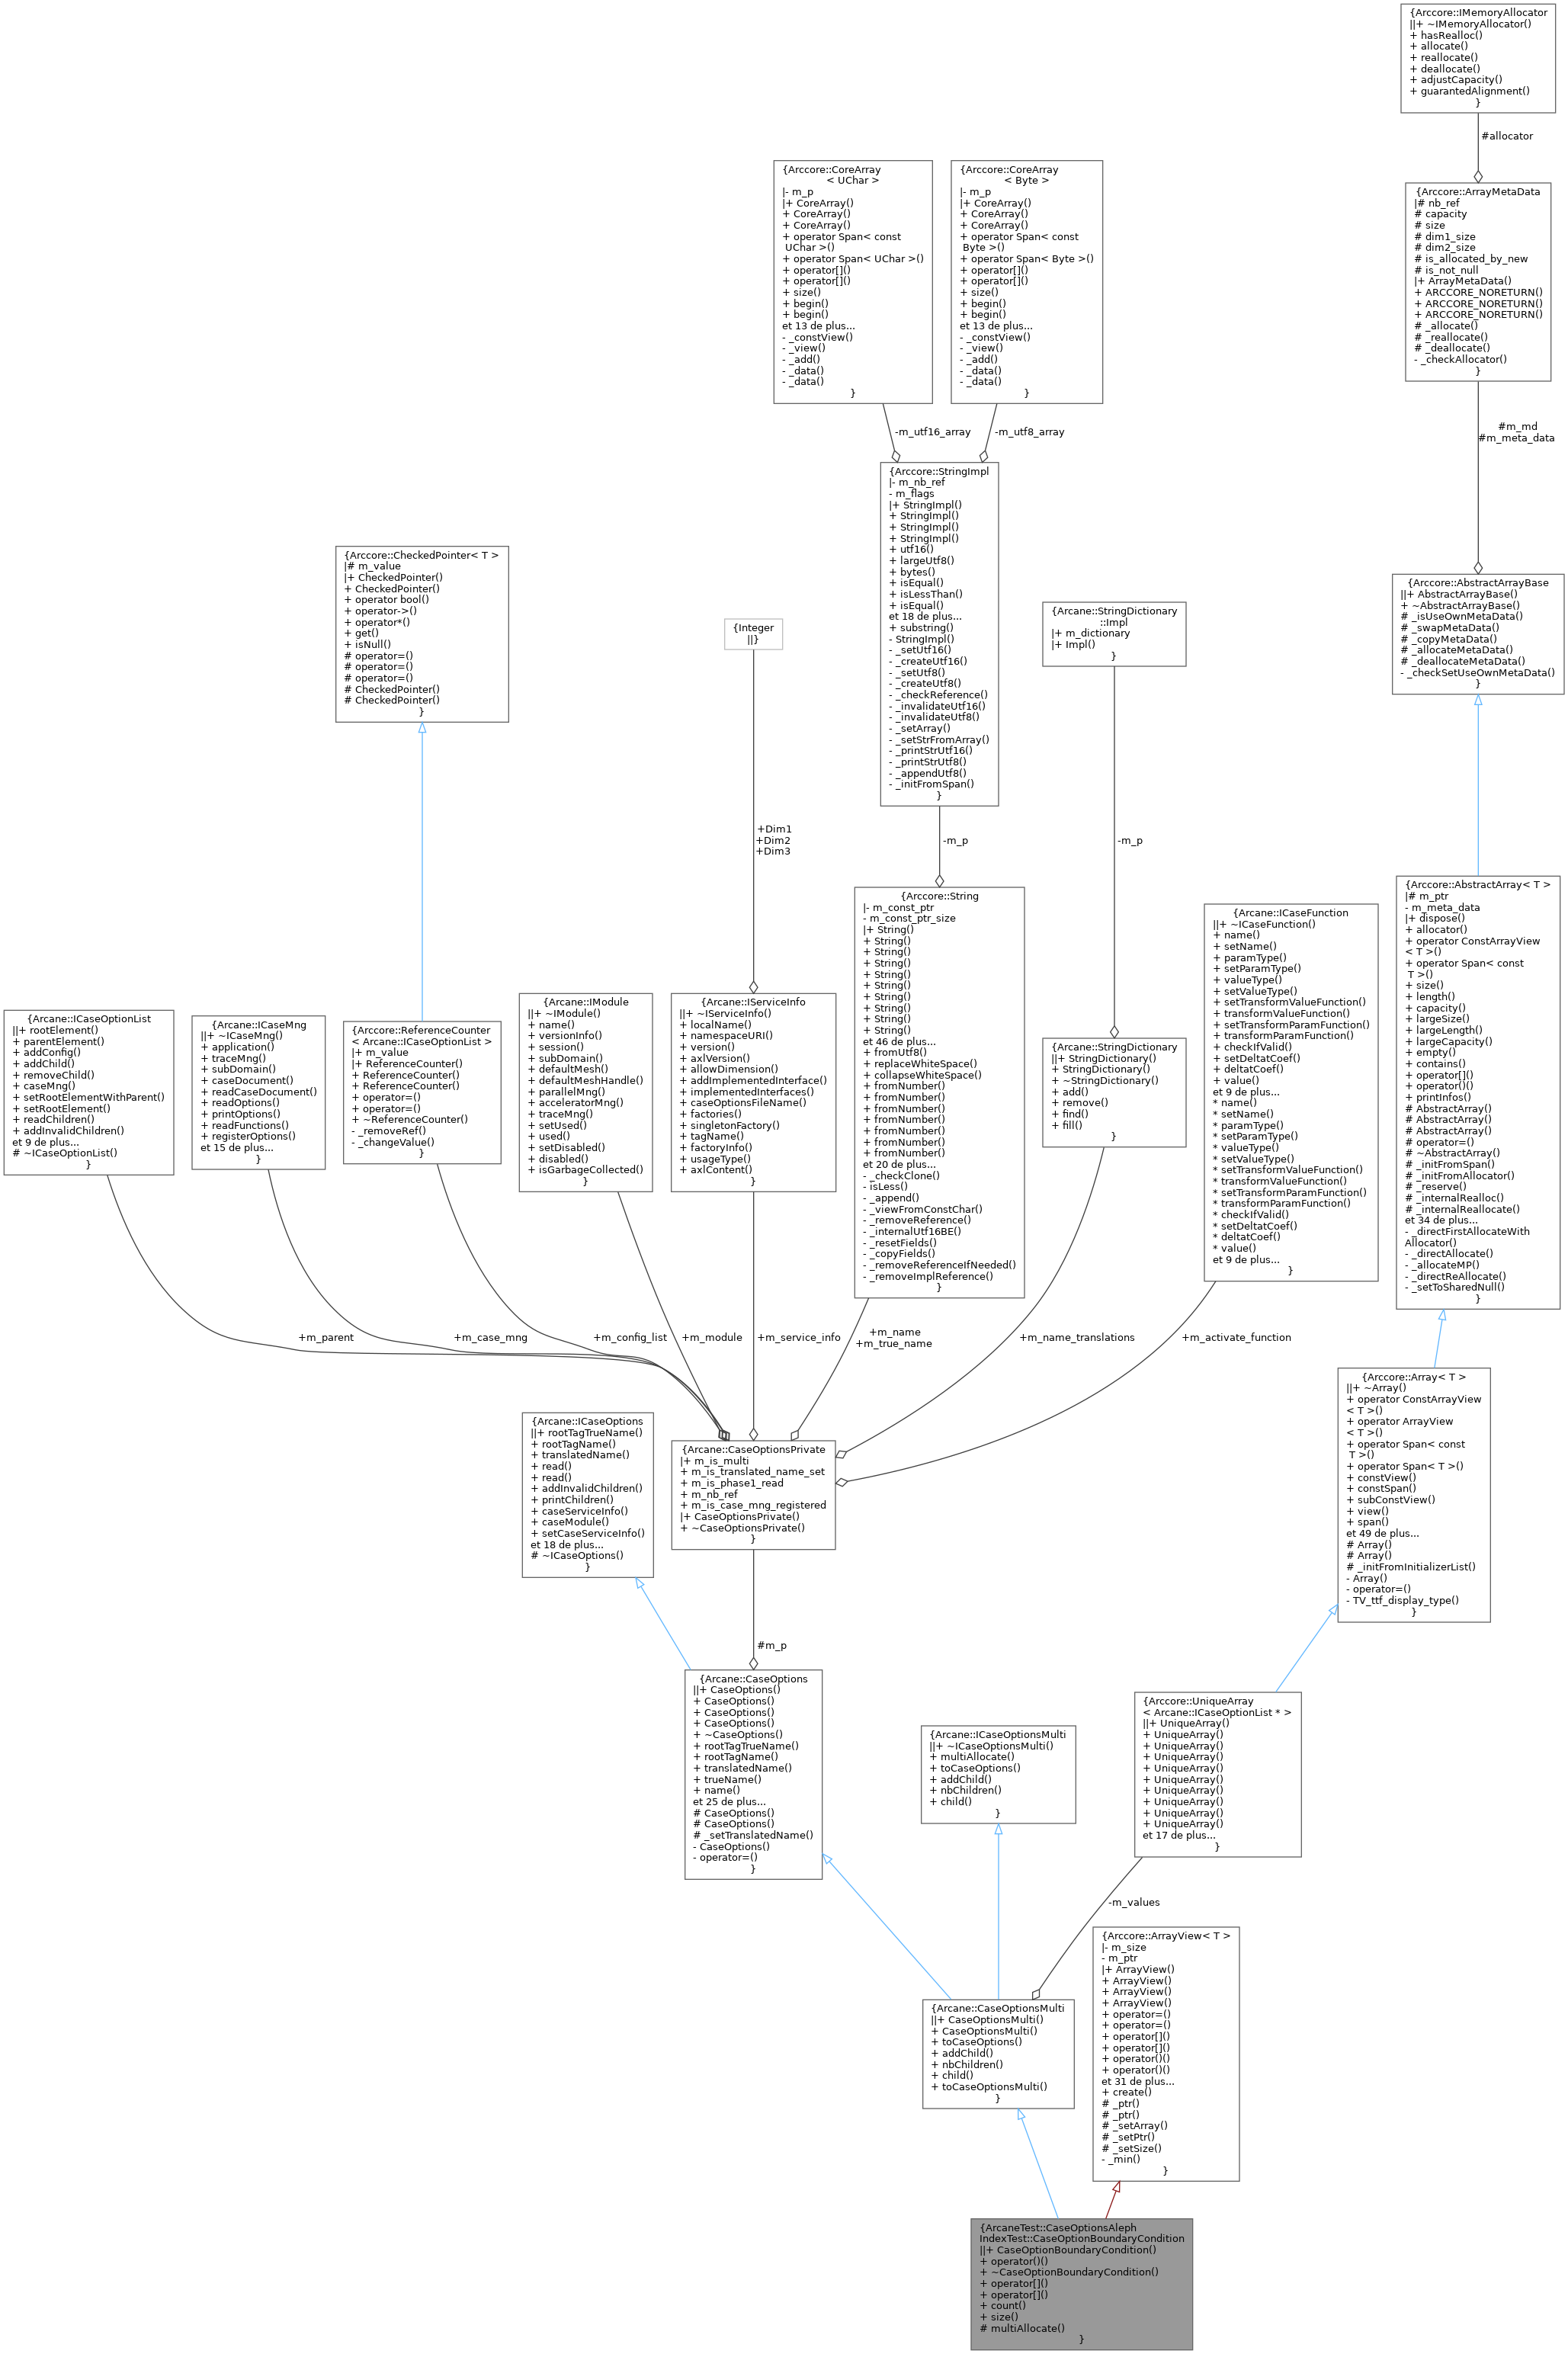 {Arccore::IMemoryAllocator
||+ ~IMemoryAllocator()
+ hasRealloc()
+ allocate()
+ reallocate()
+ deallocate()
+ adjustCapacity()
+ guarantedAlignment()
}
#allocator
{Arccore::CoreArray
< UChar >
|- m_p
|+ CoreArray()
+ CoreArray()
+ CoreArray()
+ operator Span< const
UChar >()
+ operator Span< UChar >()
+ operator[]()
+ operator[]()
+ size()
+ begin()
+ begin()
et 13 de plus...
- _constView()
- _view()
- _add()
- _data()
- _data()
}
{Arccore::CoreArray
< Byte >
|- m_p
|+ CoreArray()
+ CoreArray()
+ CoreArray()
+ operator Span< const
Byte >()
+ operator Span< Byte >()
+ operator[]()
+ operator[]()
+ size()
+ begin()
+ begin()
et 13 de plus...
- _constView()
- _view()
- _add()
- _data()
- _data()
}
{Arccore::ArrayMetaData
|# nb_ref
# capacity
# size
# dim1_size
# dim2_size
# is_allocated_by_new
# is_not_null
|+ ArrayMetaData()
+ ARCCORE_NORETURN()
+ ARCCORE_NORETURN()
+ ARCCORE_NORETURN()
# _allocate()
# _reallocate()
# _deallocate()
- _checkAllocator()
}
-m_utf16_array
-m_utf8_array
#m_md
#m_meta_data
{Arccore::StringImpl
|- m_nb_ref
- m_flags
|+ StringImpl()
+ StringImpl()
+ StringImpl()
+ StringImpl()
+ utf16()
+ largeUtf8()
+ bytes()
+ isEqual()
+ isLessThan()
+ isEqual()
et 18 de plus...
+ substring()
- StringImpl()
- _setUtf16()
- _createUtf16()
- _setUtf8()
- _createUtf8()
- _checkReference()
- _invalidateUtf16()
- _invalidateUtf8()
- _setArray()
- _setStrFromArray()
- _printStrUtf16()
- _printStrUtf8()
- _appendUtf8()
- _initFromSpan()
}
{Arccore::CheckedPointer< T >
|# m_value
|+ CheckedPointer()
+ CheckedPointer()
+ operator bool()
+ operator->()
+ operator*()
+ get()
+ isNull()
# operator=()
# operator=()
# operator=()
# CheckedPointer()
# CheckedPointer()
}
{Integer
||}
{Arcane::StringDictionary
::Impl
|+ m_dictionary
|+ Impl()
}
{Arccore::AbstractArrayBase
||+ AbstractArrayBase()
+ ~AbstractArrayBase()
# _isUseOwnMetaData()
# _swapMetaData()
# _copyMetaData()
# _allocateMetaData()
# _deallocateMetaData()
- _checkSetUseOwnMetaData()
}
+Dim1
+Dim2
+Dim3
-m_p
-m_p
{Arcane::ICaseOptionList
||+ rootElement()
+ parentElement()
+ addConfig()
+ addChild()
+ removeChild()
+ caseMng()
+ setRootElementWithParent()
+ setRootElement()
+ readChildren()
+ addInvalidChildren()
et 9 de plus...
# ~ICaseOptionList()
}
{Arcane::ICaseMng
||+ ~ICaseMng()
+ application()
+ traceMng()
+ subDomain()
+ caseDocument()
+ readCaseDocument()
+ readOptions()
+ printOptions()
+ readFunctions()
+ registerOptions()
et 15 de plus...
}
{Arccore::ReferenceCounter
< Arcane::ICaseOptionList >
|+ m_value
|+ ReferenceCounter()
+ ReferenceCounter()
+ ReferenceCounter()
+ operator=()
+ operator=()
+ ~ReferenceCounter()
- _removeRef()
- _changeValue()
}
{Arcane::IModule
||+ ~IModule()
+ name()
+ versionInfo()
+ session()
+ subDomain()
+ defaultMesh()
+ defaultMeshHandle()
+ parallelMng()
+ acceleratorMng()
+ traceMng()
+ setUsed()
+ used()
+ setDisabled()
+ disabled()
+ isGarbageCollected()
}
{Arcane::IServiceInfo
||+ ~IServiceInfo()
+ localName()
+ namespaceURI()
+ version()
+ axlVersion()
+ allowDimension()
+ addImplementedInterface()
+ implementedInterfaces()
+ caseOptionsFileName()
+ factories()
+ singletonFactory()
+ tagName()
+ factoryInfo()
+ usageType()
+ axlContent()
}
{Arccore::String
|- m_const_ptr
- m_const_ptr_size
|+ String()
+ String()
+ String()
+ String()
+ String()
+ String()
+ String()
+ String()
+ String()
+ String()
et 46 de plus...
+ fromUtf8()
+ replaceWhiteSpace()
+ collapseWhiteSpace()
+ fromNumber()
+ fromNumber()
+ fromNumber()
+ fromNumber()
+ fromNumber()
+ fromNumber()
+ fromNumber()
et 20 de plus...
- _checkClone()
- isLess()
- _append()
- _viewFromConstChar()
- _removeReference()
- _internalUtf16BE()
- _resetFields()
- _copyFields()
- _removeReferenceIfNeeded()
- _removeImplReference()
}
{Arcane::StringDictionary
||+ StringDictionary()
+ StringDictionary()
+ ~StringDictionary()
+ add()
+ remove()
+ find()
+ fill()
}
{Arcane::ICaseFunction
||+ ~ICaseFunction()
+ name()
+ setName()
+ paramType()
+ setParamType()
+ valueType()
+ setValueType()
+ setTransformValueFunction()
+ transformValueFunction()
+ setTransformParamFunction()
+ transformParamFunction()
+ checkIfValid()
+ setDeltatCoef()
+ deltatCoef()
+ value()
et 9 de plus...
* name()
* setName()
* paramType()
* setParamType()
* valueType()
* setValueType()
* setTransformValueFunction()
* transformValueFunction()
* setTransformParamFunction()
* transformParamFunction()
* checkIfValid()
* setDeltatCoef()
* deltatCoef()
* value()
et 9 de plus...
}
{Arccore::AbstractArray< T >
|# m_ptr
- m_meta_data
|+ dispose()
+ allocator()
+ operator ConstArrayView
< T >()
+ operator Span< const
T >()
+ size()
+ length()
+ capacity()
+ largeSize()
+ largeLength()
+ largeCapacity()
+ empty()
+ contains()
+ operator[]()
+ operator()()
+ printInfos()
# AbstractArray()
# AbstractArray()
# AbstractArray()
# operator=()
# ~AbstractArray()
# _initFromSpan()
# _initFromAllocator()
# _reserve()
# _internalRealloc()
# _internalReallocate()
et 34 de plus...
- _directFirstAllocateWith
Allocator()
- _directAllocate()
- _allocateMP()
- _directReAllocate()
- _setToSharedNull()
}
+m_parent
+m_case_mng
+m_config_list
+m_module
+m_service_info
+m_name
+m_true_name
+m_name_translations
+m_activate_function
{Arcane::ICaseOptions
||+ rootTagTrueName()
+ rootTagName()
+ translatedName()
+ read()
+ read()
+ addInvalidChildren()
+ printChildren()
+ caseServiceInfo()
+ caseModule()
+ setCaseServiceInfo()
et 18 de plus...
# ~ICaseOptions()
}
{Arcane::CaseOptionsPrivate
|+ m_is_multi
+ m_is_translated_name_set
+ m_is_phase1_read
+ m_nb_ref
+ m_is_case_mng_registered
|+ CaseOptionsPrivate()
+ ~CaseOptionsPrivate()
}
{Arccore::Array< T >
||+ ~Array()
+ operator ConstArrayView
< T >()
+ operator ArrayView
< T >()
+ operator Span< const
T >()
+ operator Span< T >()
+ constView()
+ constSpan()
+ subConstView()
+ view()
+ span()
et 49 de plus...
# Array()
# Array()
# _initFromInitializerList()
- Array()
- operator=()
- TV_ttf_display_type()
}
#m_p
{Arcane::CaseOptions
||+ CaseOptions()
+ CaseOptions()
+ CaseOptions()
+ CaseOptions()
+ ~CaseOptions()
+ rootTagTrueName()
+ rootTagName()
+ translatedName()
+ trueName()
+ name()
et 25 de plus...
# CaseOptions()
# CaseOptions()
# _setTranslatedName()
- CaseOptions()
- operator=()
}
{Arcane::ICaseOptionsMulti
||+ ~ICaseOptionsMulti()
+ multiAllocate()
+ toCaseOptions()
+ addChild()
+ nbChildren()
+ child()
}
{Arccore::UniqueArray
< Arcane::ICaseOptionList * >
||+ UniqueArray()
+ UniqueArray()
+ UniqueArray()
+ UniqueArray()
+ UniqueArray()
+ UniqueArray()
+ UniqueArray()
+ UniqueArray()
+ UniqueArray()
+ UniqueArray()
et 17 de plus...
}
-m_values
{Arcane::CaseOptionsMulti
||+ CaseOptionsMulti()
+ CaseOptionsMulti()
+ toCaseOptions()
+ addChild()
+ nbChildren()
+ child()
+ toCaseOptionsMulti()
}
{Arccore::ArrayView< T >
|- m_size
- m_ptr
|+ ArrayView()
+ ArrayView()
+ ArrayView()
+ ArrayView()
+ operator=()
+ operator=()
+ operator[]()
+ operator[]()
+ operator()()
+ operator()()
et 31 de plus...
+ create()
# _ptr()
# _ptr()
# _setArray()
# _setPtr()
# _setSize()
- _min()
}
{ArcaneTest::CaseOptionsAleph
IndexTest::CaseOptionBoundaryCondition
||+ CaseOptionBoundaryCondition()
+ operator()()
+ ~CaseOptionBoundaryCondition()
+ operator[]()
+ operator[]()
+ count()
+ size()
# multiAllocate()
}